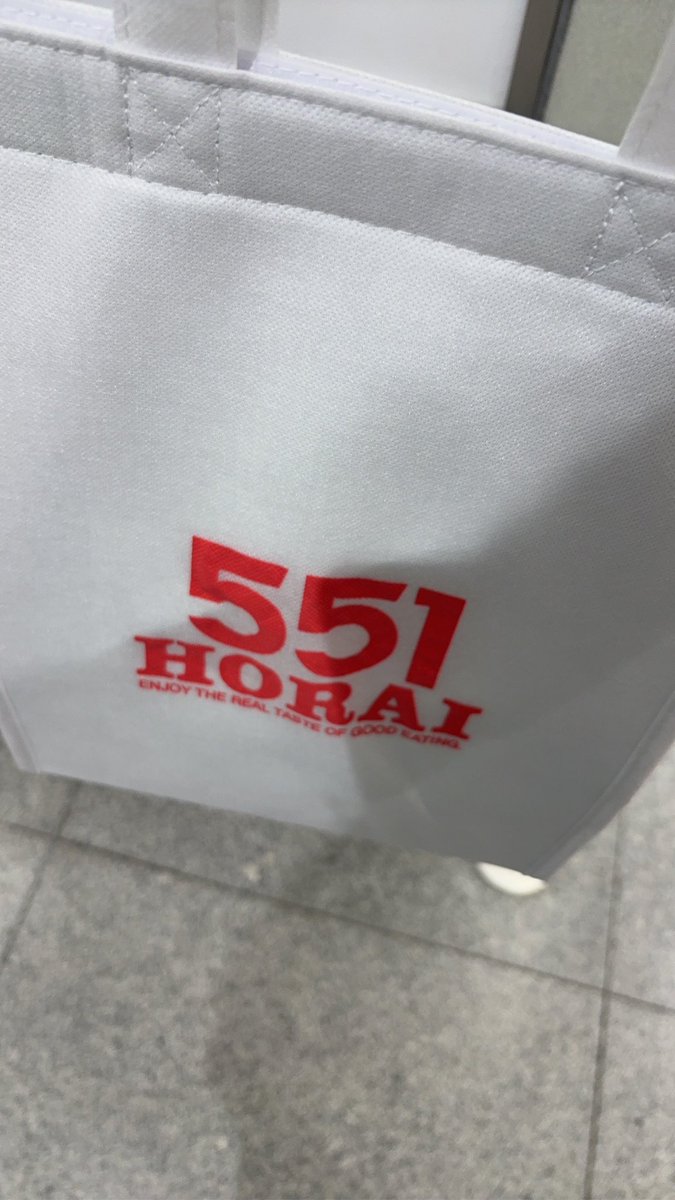 551
HORAI
ENJOY THE REAL TASTE OF GOOD EATING.